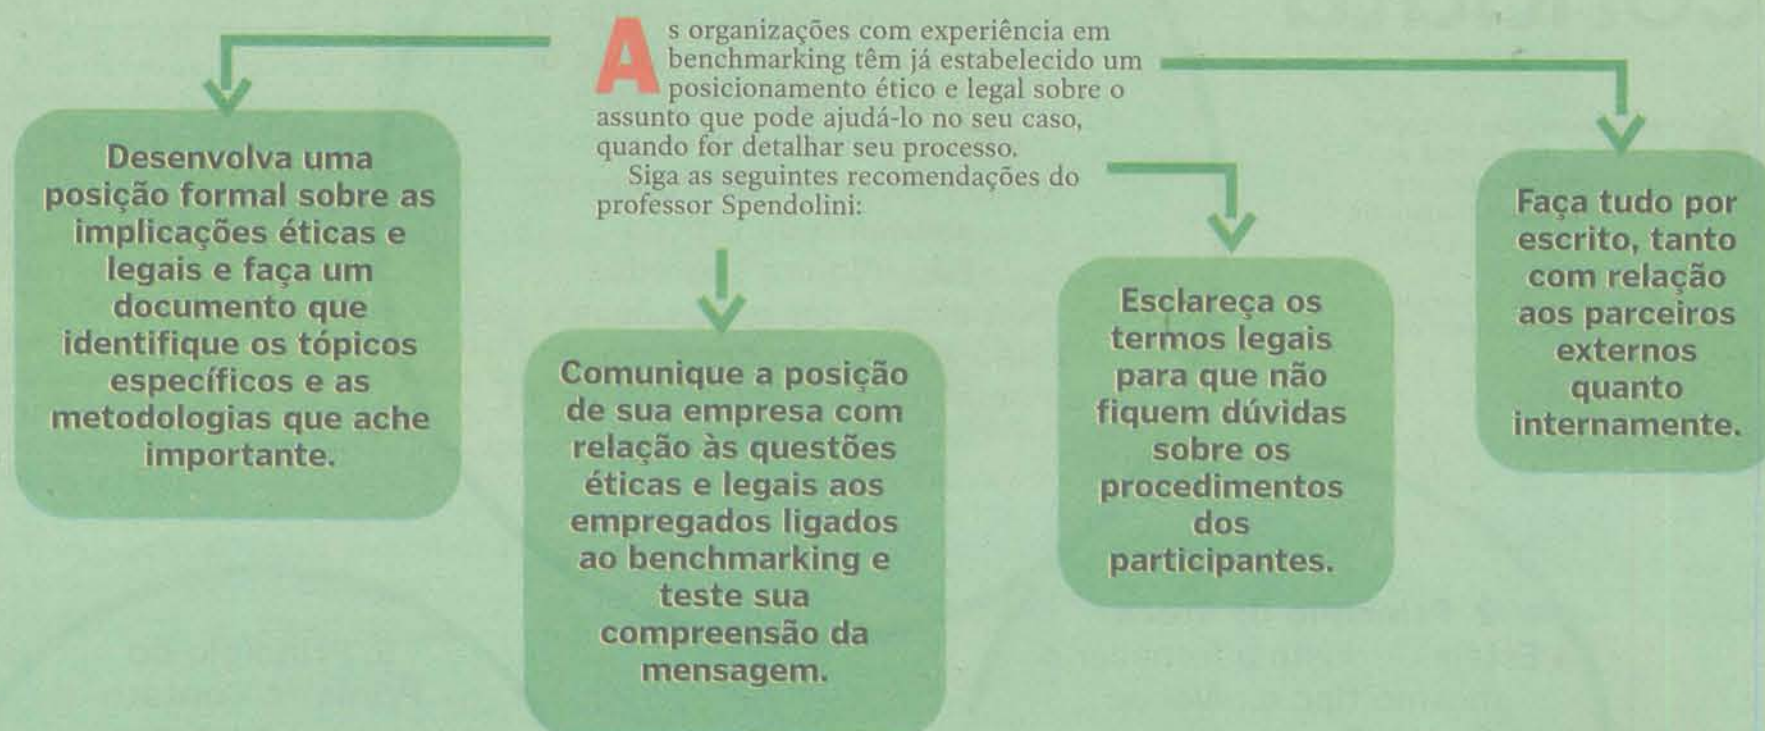 As organizações com experiência em
benchmarking têm já estabelecido um
posicionamento ético e legal sobre o
assunto que pode ajudá-lo no seu caso,
quando for detalhar seu processo.
Siga as seguintes recomendações do
professor Spendolini:
Desenvolva uma
posição formal sobre as
implicações éticas e
legais e faça um
documento que
identifique os tópicos
específicos e as
metodologias que ache
importante.
Comunique a posição
de sua empresa com
relação às questões
éticas e legais aos
empregados ligados
ao benchmarking e
teste sua
compreensão da
mensagem.
Esclareça os
termos legais
para que não
fiquem dúvidas
sobre os
procedimentos
dos
participantes.
Faça tudo por
escrito, tanto
com relação
aos parceiros
externos
quanto
internamente.